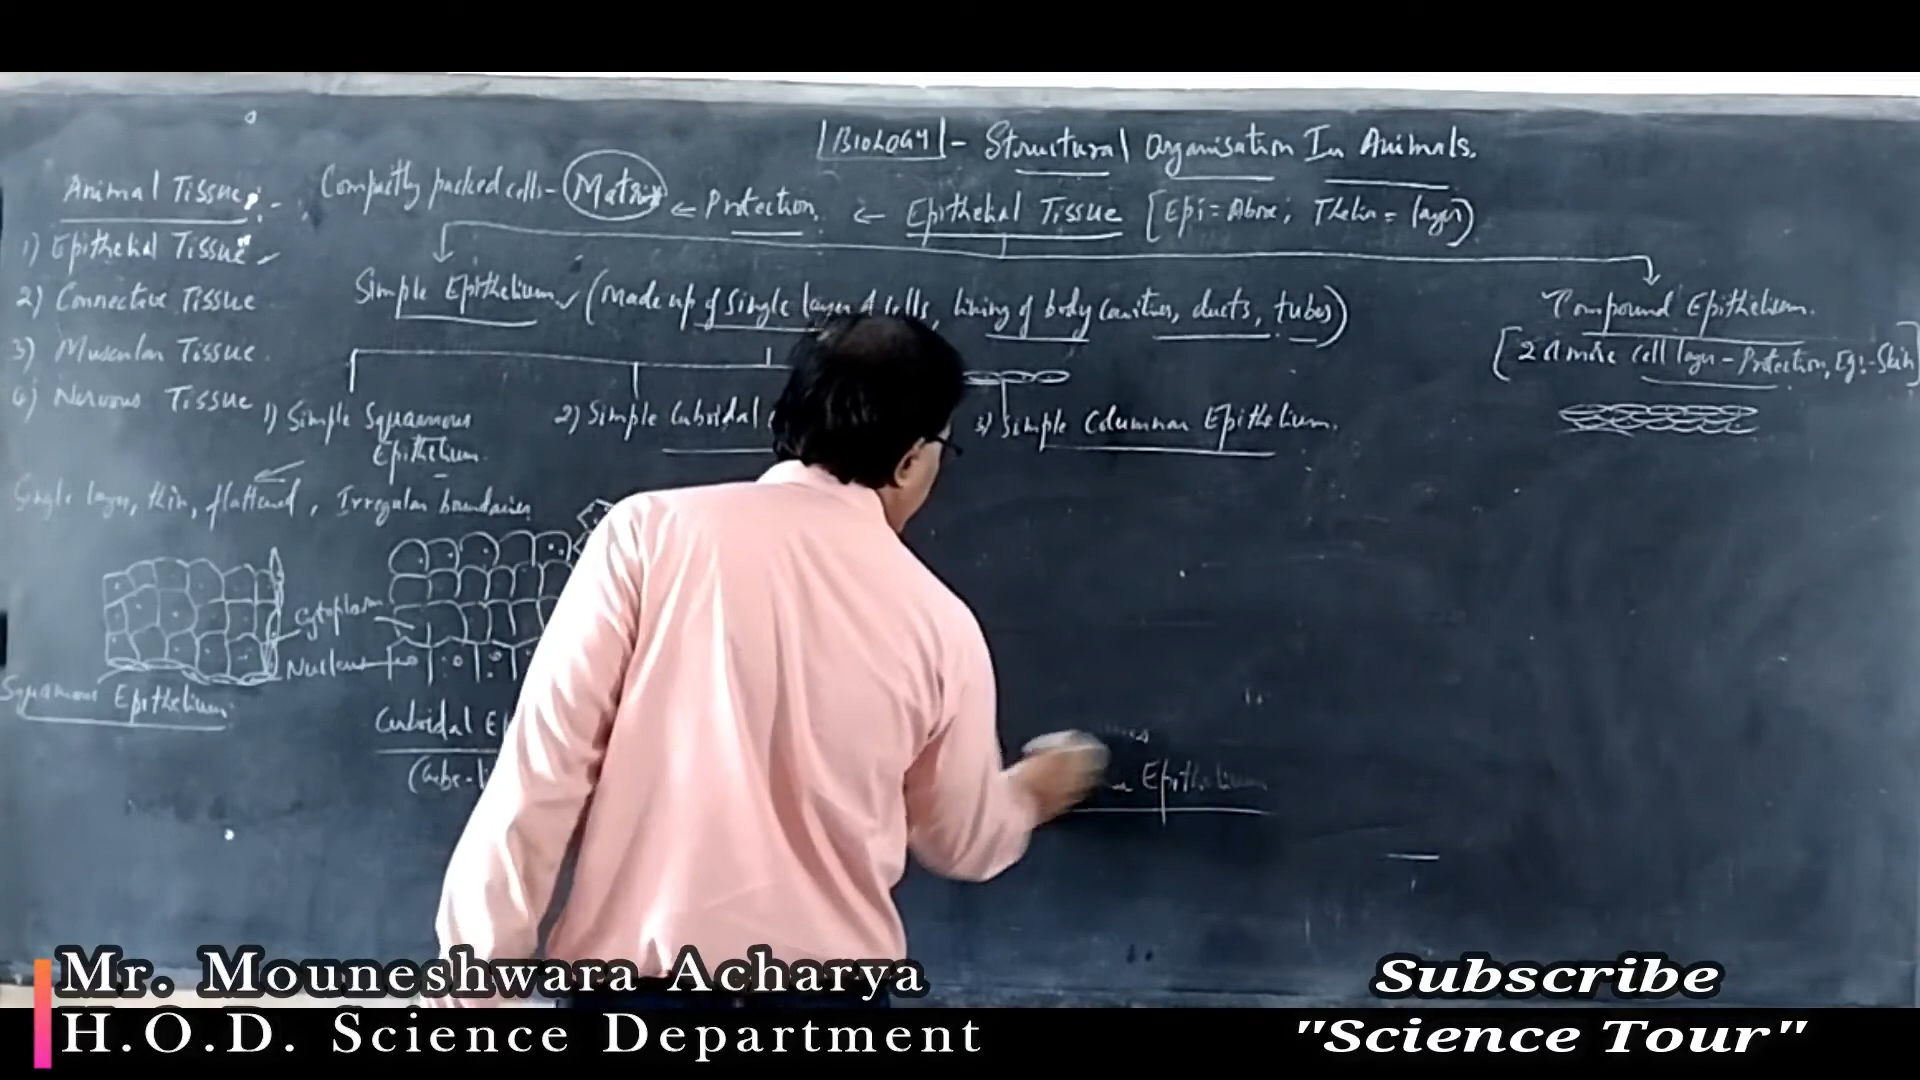 BIOLOGY - Structural Organisation In Animals.
Animal Tissue :-
Compactly packed cells - Matrix ← Protection ← Epithelial Tissue [Epi = Above; Thelia = layer)
1) Epithelial Tissue
2) Connective Tissue
3) Muscular Tissue
4) Nervous Tissue
Simple Epithelium (Made up of single layer of cells, lining of body cavities, ducts, tubes)
Compound Epithelium.
[2 or more cell layer - Protection, Eg:- Skin]
1) Simple Squamous
Epithelium.
2) Simple Cuboidal
3) Simple Columnar Epithelium.
Single layer, thin, flattened, Irregular boundaries
Cytoplasm
Nucleus
Squamous Epithelium
Cuboidal Ep
Epithelium
Mr. Mouneshwara Acharya
H.O.D. Science Department
Subscribe
"Science Tour"